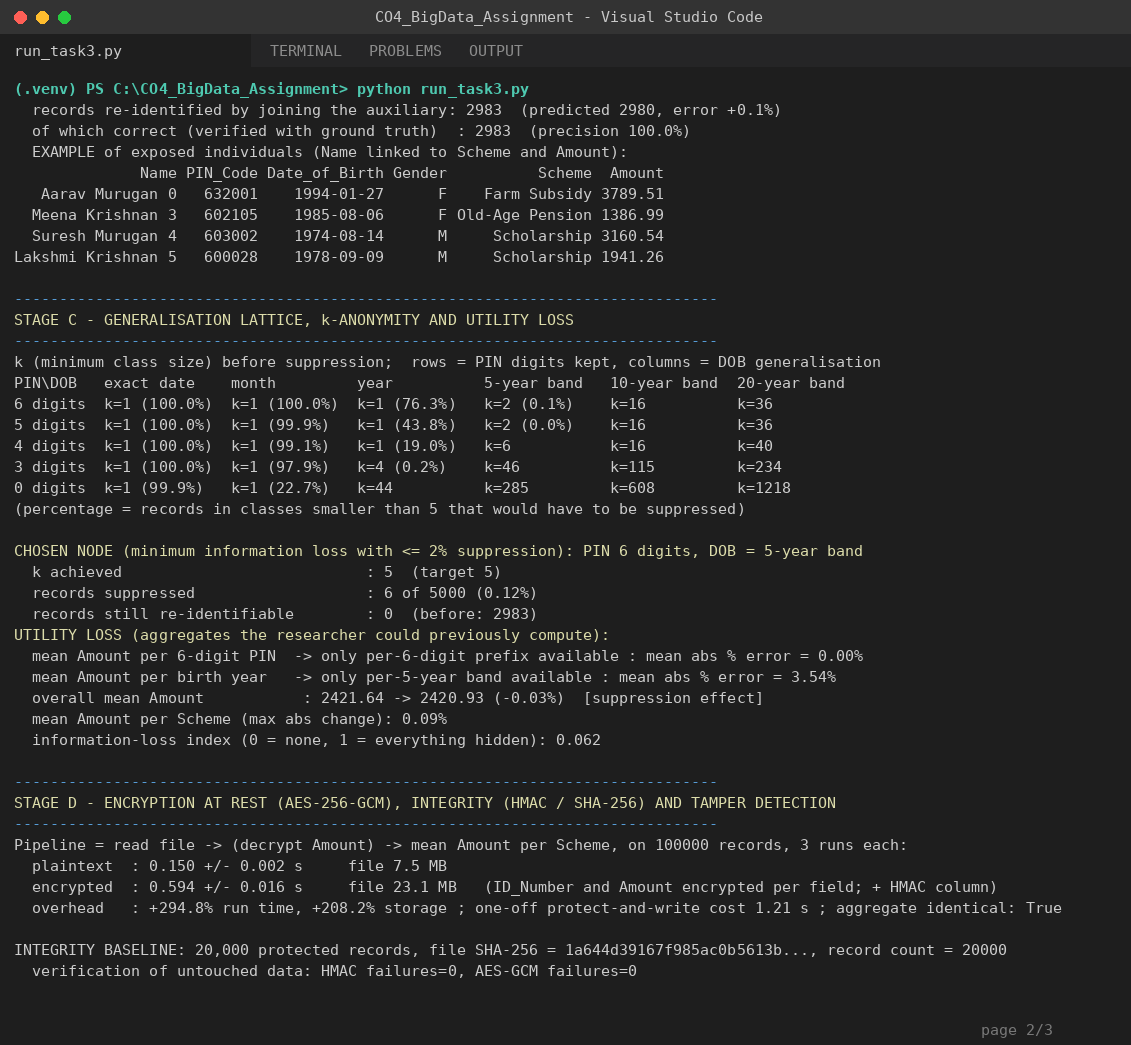 CO4_BigData_Assignment - Visual Studio Code
run_task3.py TERMINAL PROBLEMS OUTPUT
(.venv) PS C:\CO4_BigData_Assignment> python run_task3.py
  records re-identified by joining the auxiliary: 2983  (predicted 2980, error +0.1%)
  of which correct (verified with ground truth)  : 2983  (precision 100.0%)
  EXAMPLE of exposed individuals (Name linked to Scheme and Amount):
              Name PIN_Code Date_of_Birth Gender          Scheme  Amount
   Aarav Murugan 0   632001    1994-01-27      F    Farm Subsidy 3789.51
  Meena Krishnan 3   602105    1985-08-06      F Old-Age Pension 1386.99
  Suresh Murugan 4   603002    1974-08-14      M     Scholarship 3160.54
Lakshmi Krishnan 5   600028    1978-09-09      M     Scholarship 1941.26
------------------------------------------------------------------------------
STAGE C - GENERALISATION LATTICE, k-ANONYMITY AND UTILITY LOSS
------------------------------------------------------------------------------
k (minimum class size) before suppression;  rows = PIN digits kept, columns = DOB generalisation
PIN\DOB   exact date    month         year          5-year band   10-year band  20-year band
6 digits  k=1 (100.0%)  k=1 (100.0%)  k=1 (76.3%)   k=2 (0.1%)    k=16          k=36
5 digits  k=1 (100.0%)  k=1 (99.9%)   k=1 (43.8%)   k=2 (0.0%)    k=16          k=36
4 digits  k=1 (100.0%)  k=1 (99.1%)   k=1 (19.0%)   k=6           k=16          k=40
3 digits  k=1 (100.0%)  k=1 (97.9%)   k=4 (0.2%)    k=46          k=115         k=234
0 digits  k=1 (99.9%)   k=1 (22.7%)   k=44          k=285         k=608         k=1218
(percentage = records in classes smaller than 5 that would have to be suppressed)
CHOSEN NODE (minimum information loss with <= 2% suppression): PIN 6 digits, DOB = 5-year band
  k achieved                           : 5  (target 5)
  records suppressed                   : 6 of 5000 (0.12%)
  records still re-identifiable        : 0  (before: 2983)
UTILITY LOSS (aggregates the researcher could previously compute):
  mean Amount per 6-digit PIN  -> only per-6-digit prefix available : mean abs % error = 0.00%
  mean Amount per birth year   -> only per-5-year band available : mean abs % error = 3.54%
  overall mean Amount           : 2421.64 -> 2420.93 (-0.03%)  [suppression effect]
  mean Amount per Scheme (max abs change): 0.09%
  information-loss index (0 = none, 1 = everything hidden): 0.062
------------------------------------------------------------------------------
STAGE D - ENCRYPTION AT REST (AES-256-GCM), INTEGRITY (HMAC / SHA-256) AND TAMPER DETECTION
------------------------------------------------------------------------------
Pipeline = read file -> (decrypt Amount) -> mean Amount per Scheme, on 100000 records, 3 runs each:
  plaintext  : 0.150 +/- 0.002 s     file 7.5 MB
  encrypted  : 0.594 +/- 0.016 s     file 23.1 MB   (ID_Number and Amount encrypted per field; + HMAC column)
  overhead   : +294.8% run time, +208.2% storage ; one-off protect-and-write cost 1.21 s ; aggregate identical: True
INTEGRITY BASELINE: 20,000 protected records, file SHA-256 = 1a644d39167f985ac0b5613b..., record count = 20000
  verification of untouched data: HMAC failures=0, AES-GCM failures=0
page 2/3